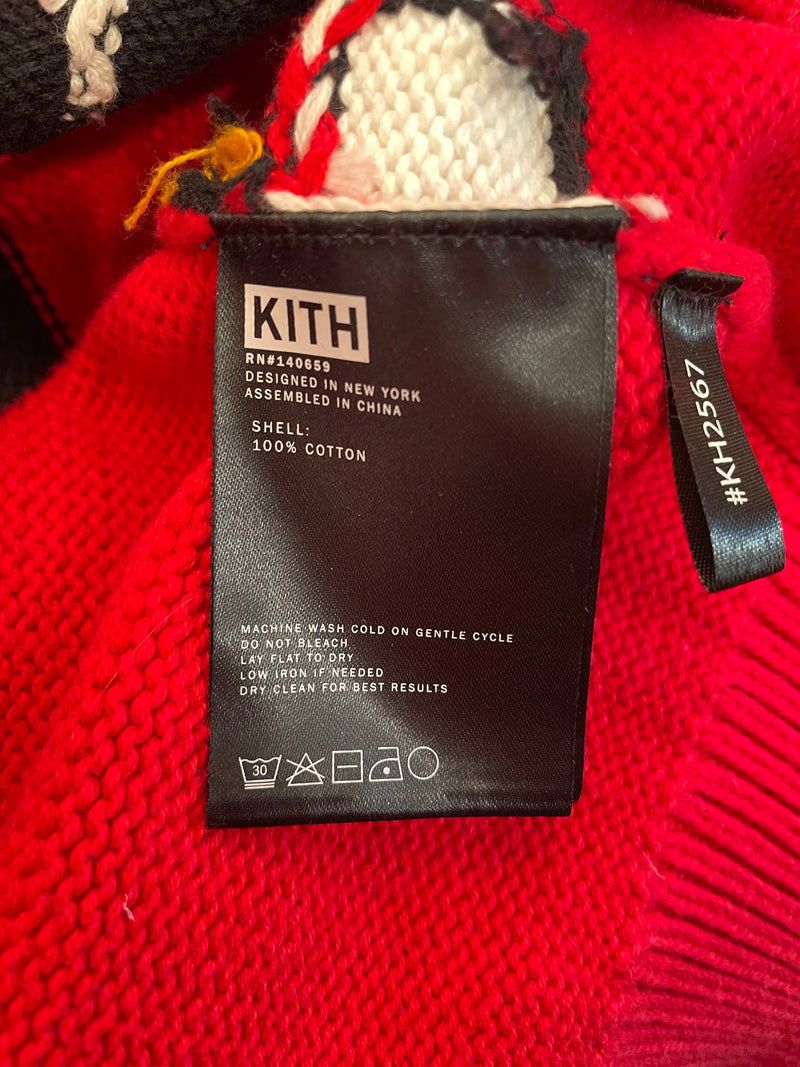 KITH
RN#140659
DESIGNED IN NEW YORK
ASSEMBLED IN CHINA
SHELL:
100% COTTON
MACHINE WASH COLD ON GENTLE CYCLE
DO NOT BLEACH
LAY FLAT TO DRY
LOW IRON IF NEEDED
DRY CLEAN FOR BEST RESULTS
30
#KH2567